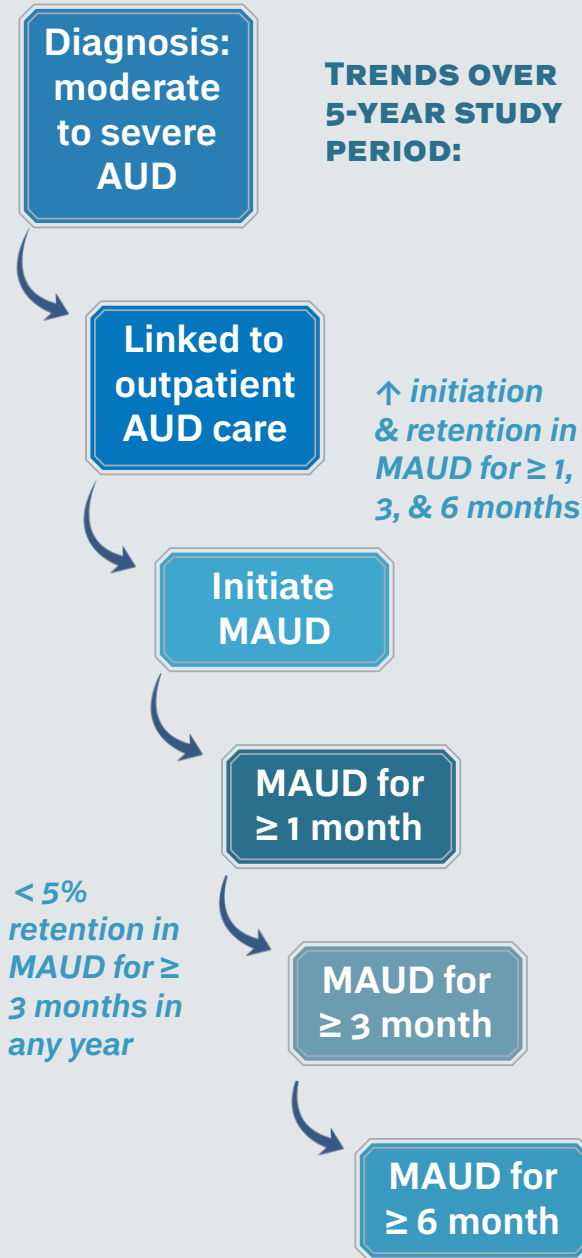 Diagnosis:
moderate
to severe
AUD
TRENDS OVER
5-YEAR STUDY
PERIOD:
Linked to
outpatient
AUD care
↑ initiation
& retention in
MAUD for ≥ 1,
3, & 6 months
Initiate
MAUD
MAUD for
≥ 1 month
< 5%
retention in
MAUD for ≥
3 months in
any year
MAUD for
≥ 3 month
MAUD for
≥ 6 month